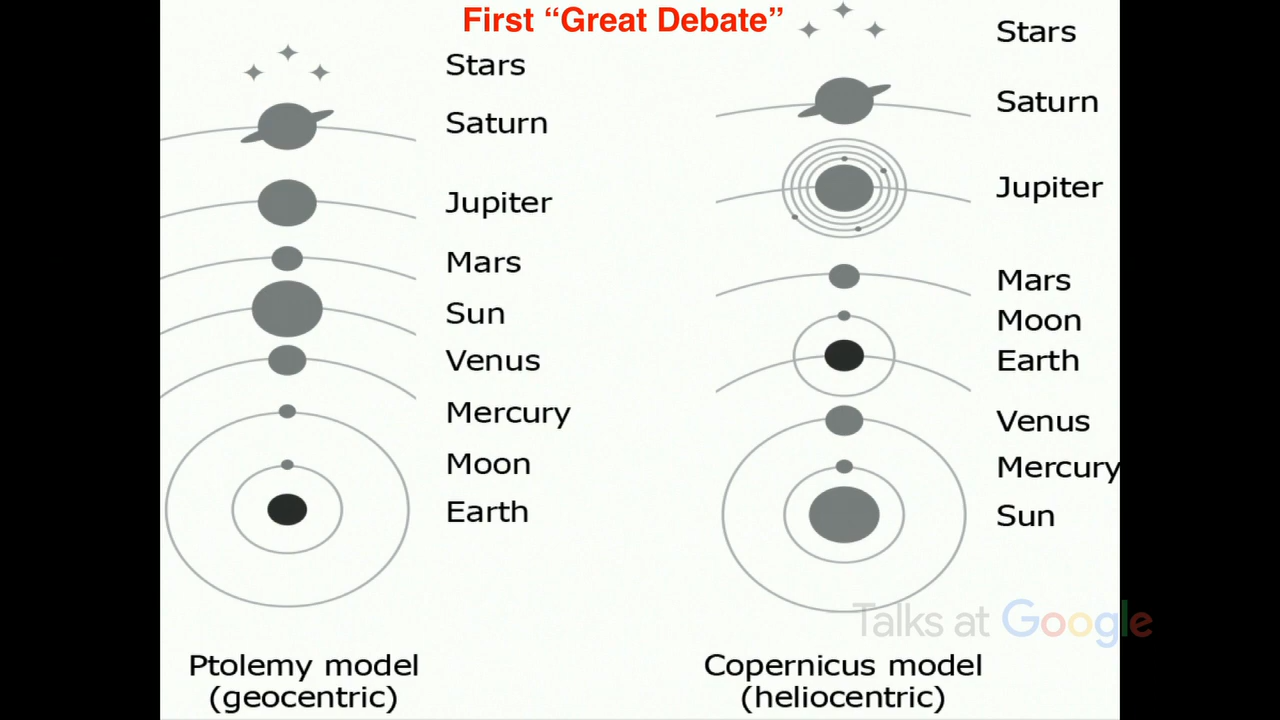 First “Great Debate”
Stars
Saturn
Jupiter
Mars
Sun
Venus
Mercury
Moon
Earth
Ptolemy model
(geocentric)
Stars
Saturn
Jupiter
Mars
Moon
Earth
Venus
Mercury
Sun
Copernicus model
(heliocentric)
Talks at Google